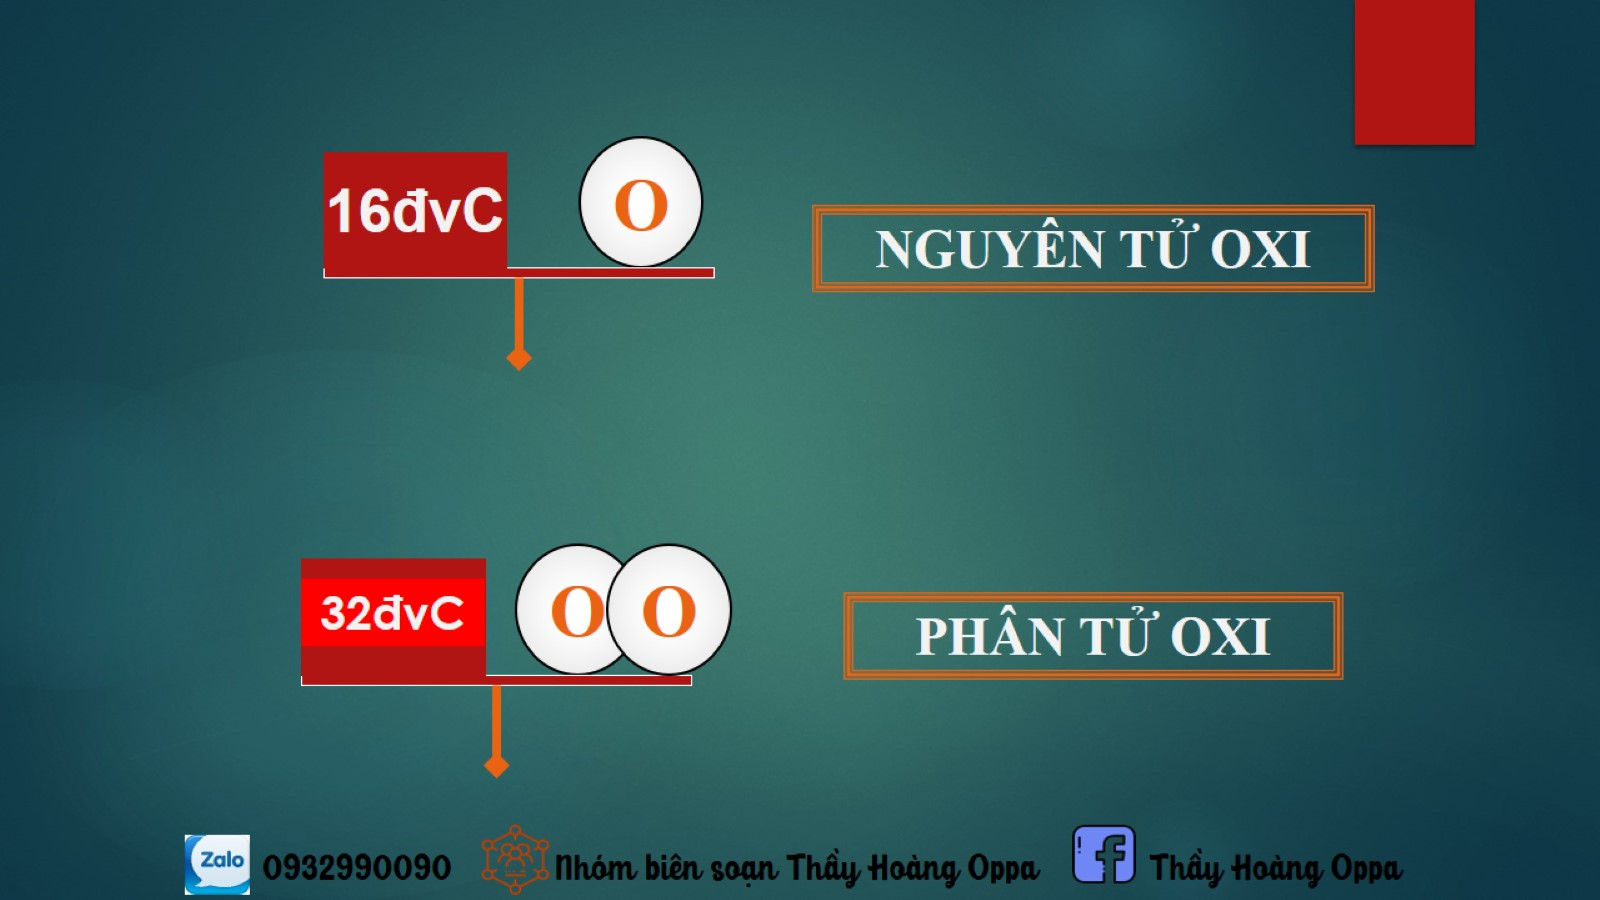 16đvC
O
NGUYÊN TỬ OXI
32đvC
O O
PHÂN TỬ OXI
Zalo 0932990090 Nhóm biên soạn Thầy Hoàng Oppa f Thầy Hoàng Oppa